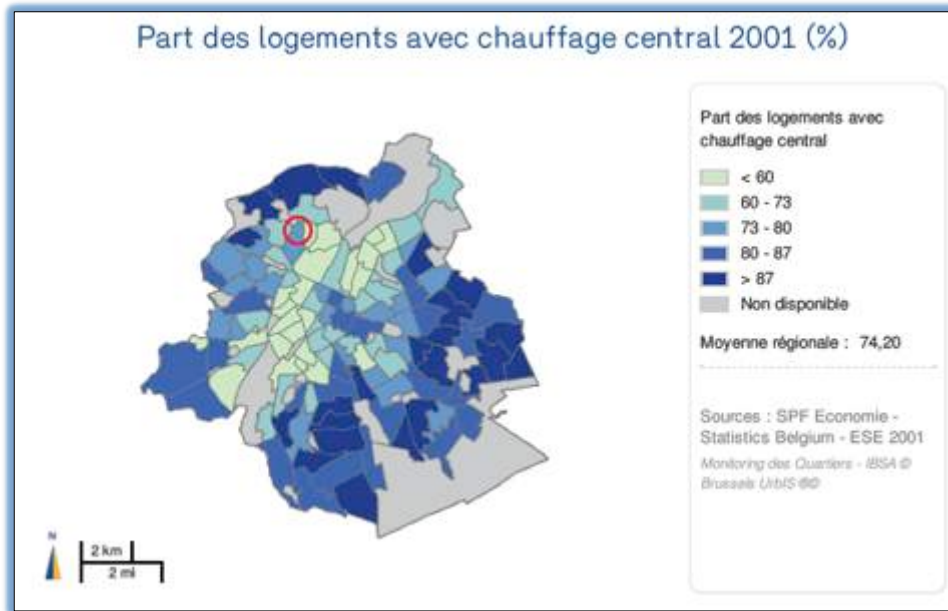 Part des logements avec chauffage central 2001 (%)
Part des logements avec
chauffage central
< 60
60 - 73
73 - 80
80 - 87
> 87
Non disponible
Moyenne régionale : 74,20
Sources : SPF Economie -
Statistics Belgium - ESE 2001
Monitoring des Quartiers - IBSA ©
Brussels UrbIS ®©
N
2 km
2 mi